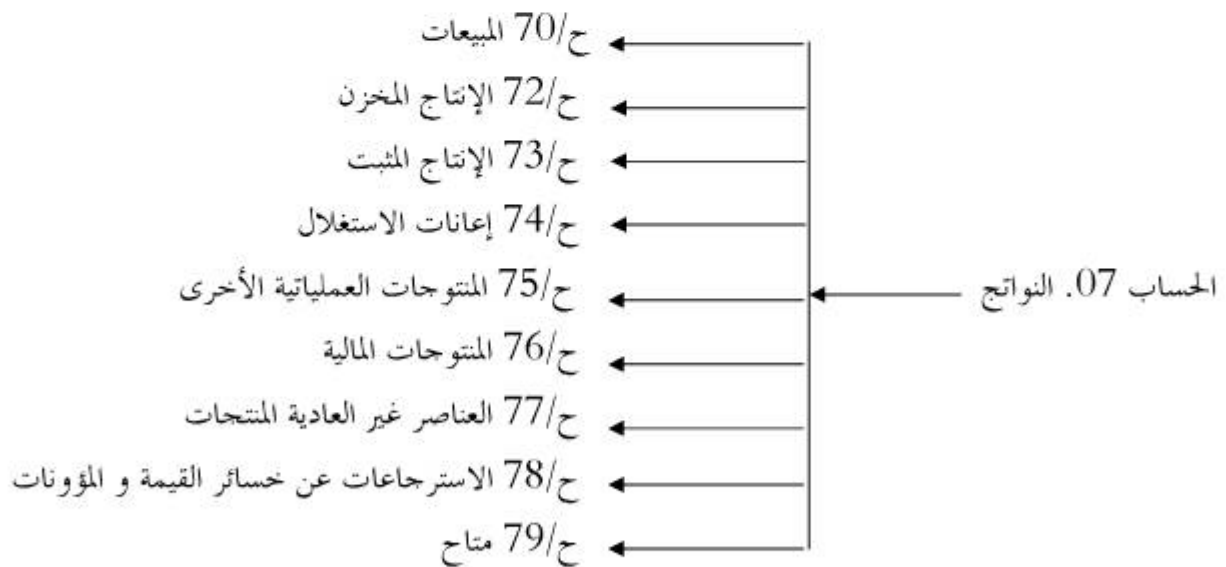 ح/70 المبيعات
ح/72 الإنتاج المخزن
ح/73 الإنتاج المثبت
ح/74 إعانات الاستغلال
الحساب 07. النواتج
ح/75 المنتوجات العملياتية الأخرى
ح/76 المنتوجات المالية
ح/77 العناصر غير العادية المنتجات
ح/78 الاسترجاعات عن خسائر القيمة و المؤونات
ح/79 متاح